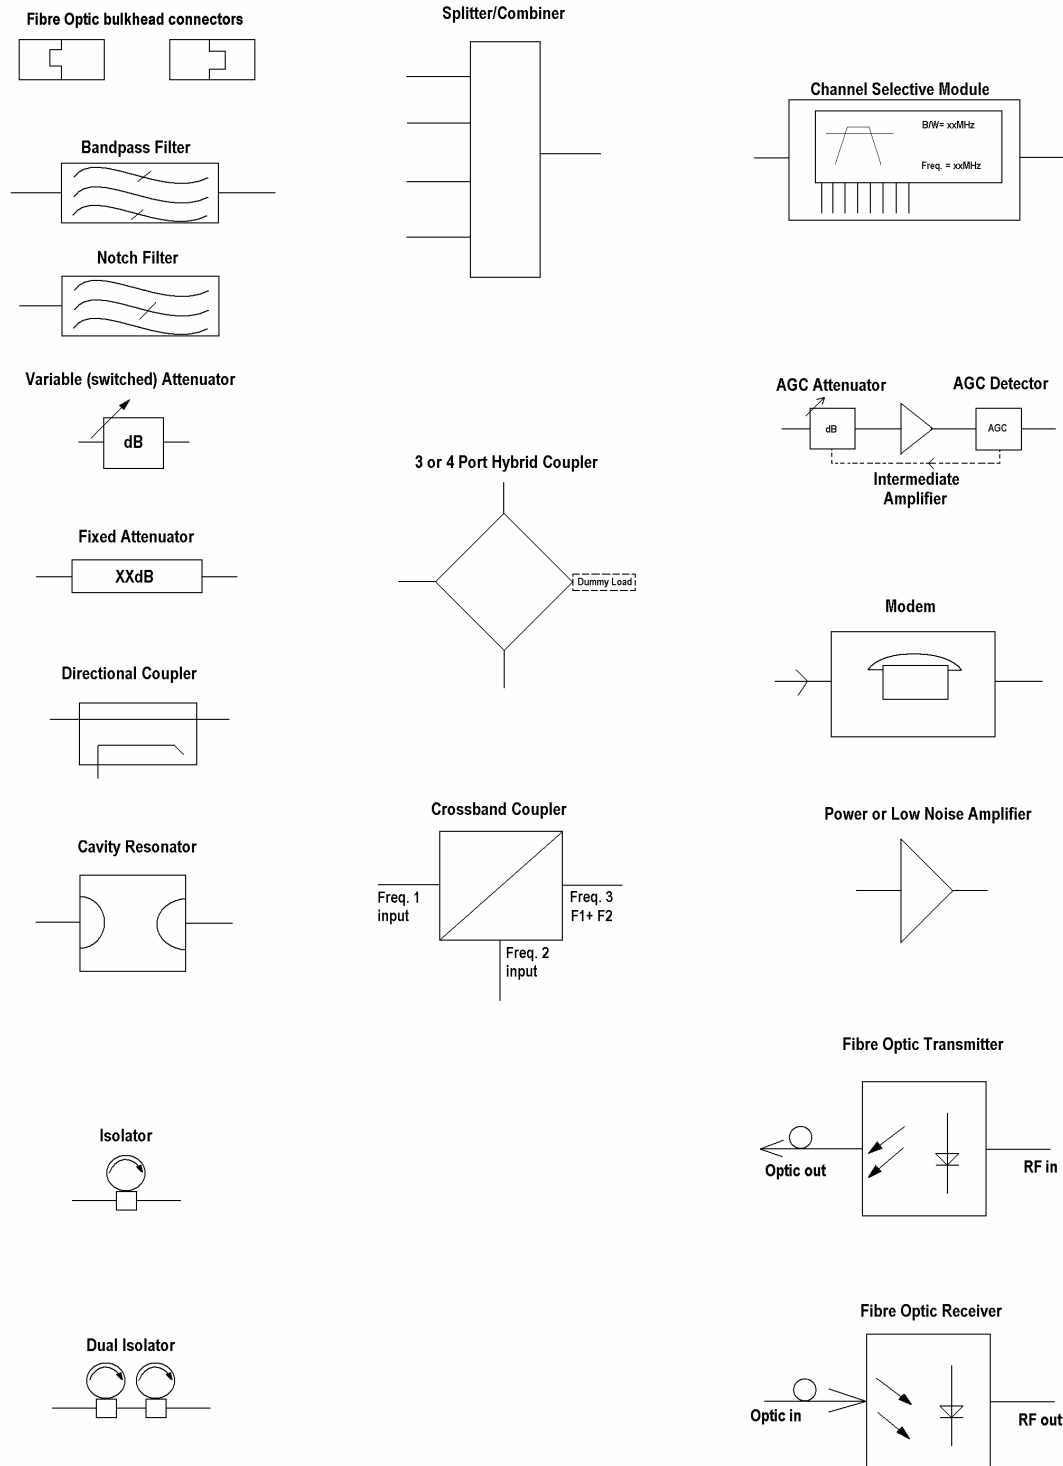 Fibre Optic bulkhead connectors
Bandpass Filter
Notch Filter
Variable (switched) Attenuator
dB
Fixed Attenuator
XXdB
Directional Coupler
Cavity Resonator
Isolator
Dual Isolator
Splitter/Combiner
3 or 4 Port Hybrid Coupler
Dummy Load
Crossband Coupler
Freq. 1
input
Freq. 3
F1+ F2
Freq. 2
input
Channel Selective Module
B/W= xxMHz
Freq. = xxMHz
AGC Attenuator
AGC Detector
dB
AGC
Intermediate
Amplifier
Modem
Power or Low Noise Amplifier
Fibre Optic Transmitter
Optic out
RF in
Fibre Optic Receiver
Optic in
RF out